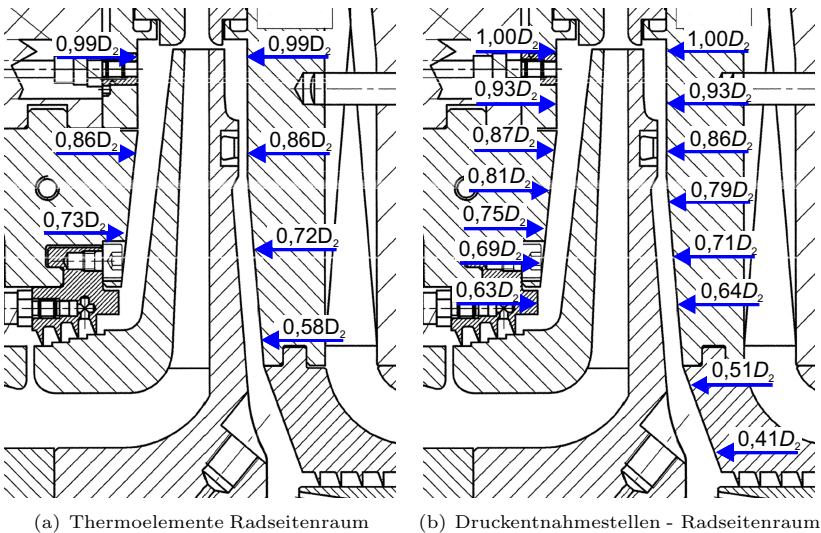 0,99D₂ 0,99D₂
0,86D₂ 0,86D₂
0,73D₂
0,72D₂
0,58D₂
1,00D₂ 1,00D₂
0,93D₂ 0,93D₂
0,87D₂ 0,86D₂
0,81D₂ 0,79D₂
0,75D₂
0,69D₂ 0,71D₂
0,63D₂ 0,64D₂
0,51D₂
0,41D₂
(a) Thermoelemente Radseitenraum
(b) Druckentnahmestellen - Radseitenraum